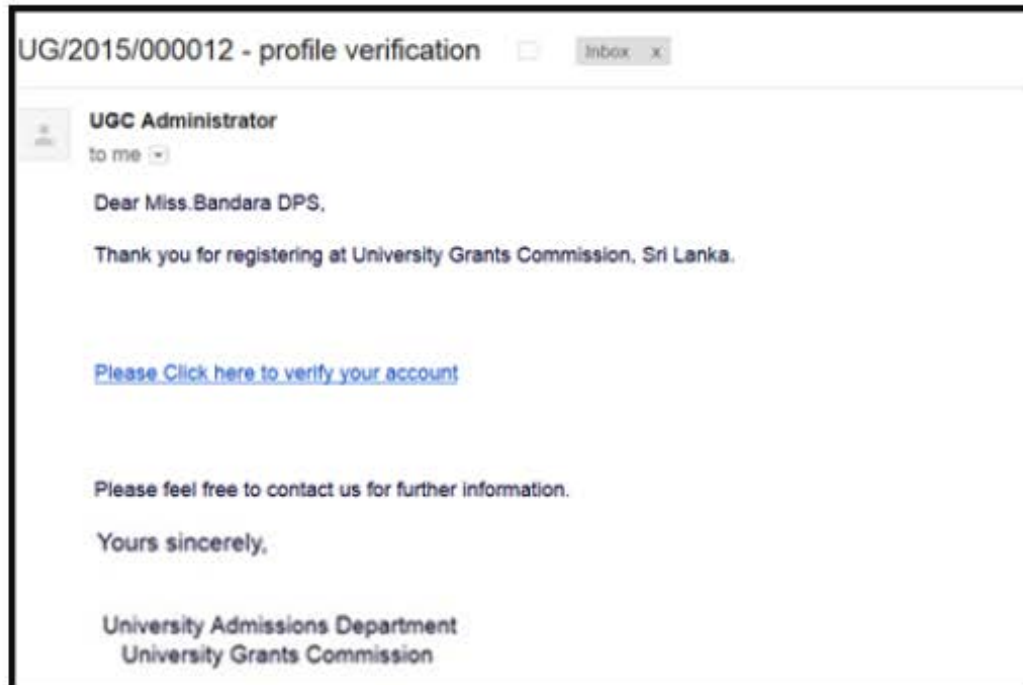 UG/2015/000012 - profile verification Inbox x
UGC Administrator
to me
Dear Miss.Bandara DPS,
Thank you for registering at University Grants Commission, Sri Lanka.
Please Click here to verify your account
Please feel free to contact us for further information.
Yours sincerely,
University Admissions Department
University Grants Commission